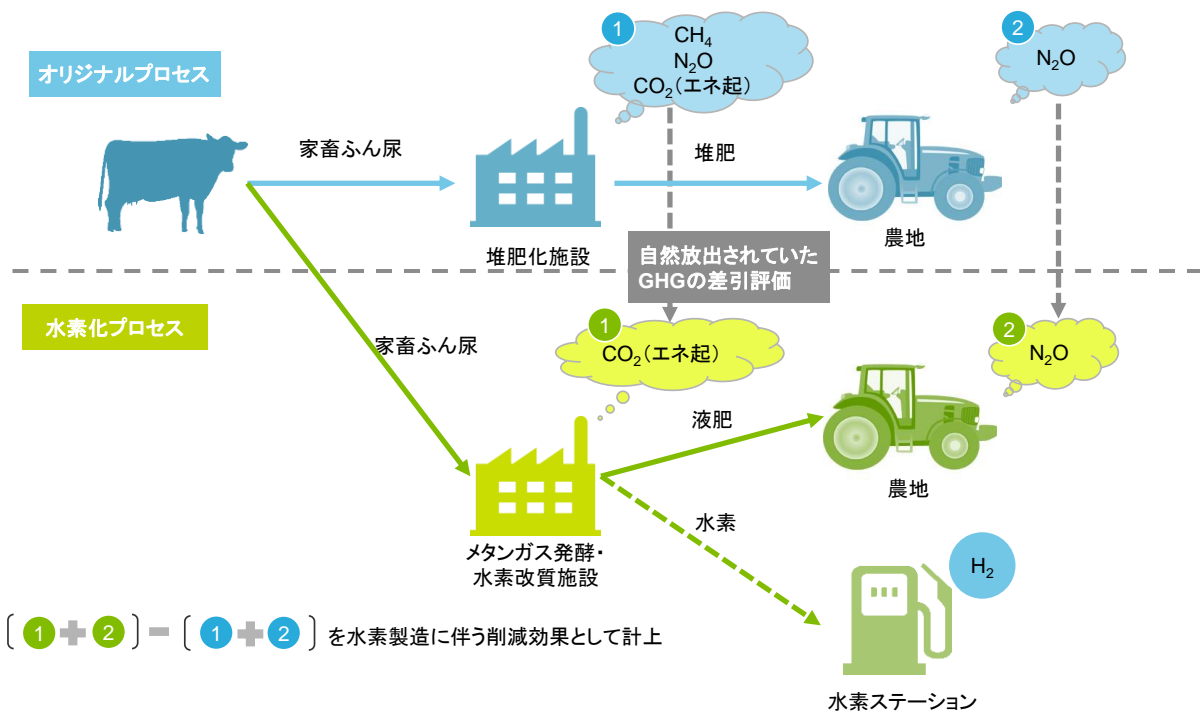 オリジナルプロセス
1
CH4
N2O
CO2(エネ起)
2
N2O
家畜ふん尿
堆肥
堆肥化施設
農地
自然放出されていた
GHGの差引評価
水素化プロセス
家畜ふん尿
1
CO2(エネ起)
2
N2O
液肥
農地
水素
メタンガス発酵・
水素改質施設
H2
[1+2]-[1+2]を水素製造に伴う削減効果として計上
水素ステーション